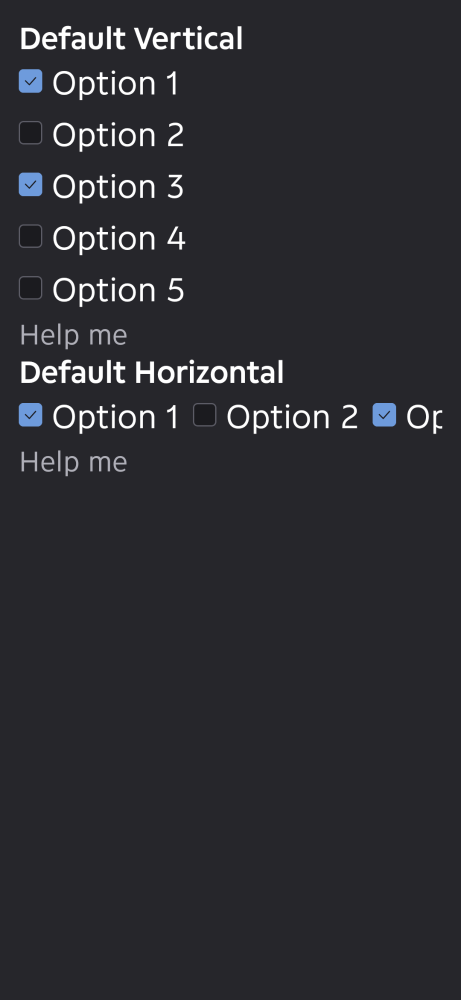 Default Vertical
Option 1
Option 2
Option 3
Option 4
Option 5
Help me
Default Horizontal
Option 1 Option 2 Op
Help me